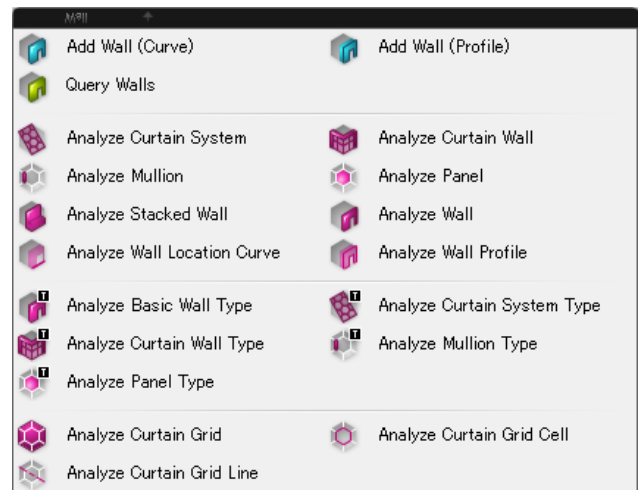 Wall
Add Wall (Curve) Add Wall (Profile)
Query Walls
Analyze Curtain System Analyze Curtain Wall
Analyze Mullion Analyze Panel
Analyze Stacked Wall Analyze Wall
Analyze Wall Location Curve Analyze Wall Profile
T T
Analyze Basic Wall Type Analyze Curtain System Type
T T
Analyze Curtain Wall Type Analyze Mullion Type
T
Analyze Panel Type
Analyze Curtain Grid Analyze Curtain Grid Cell
Analyze Curtain Grid Line